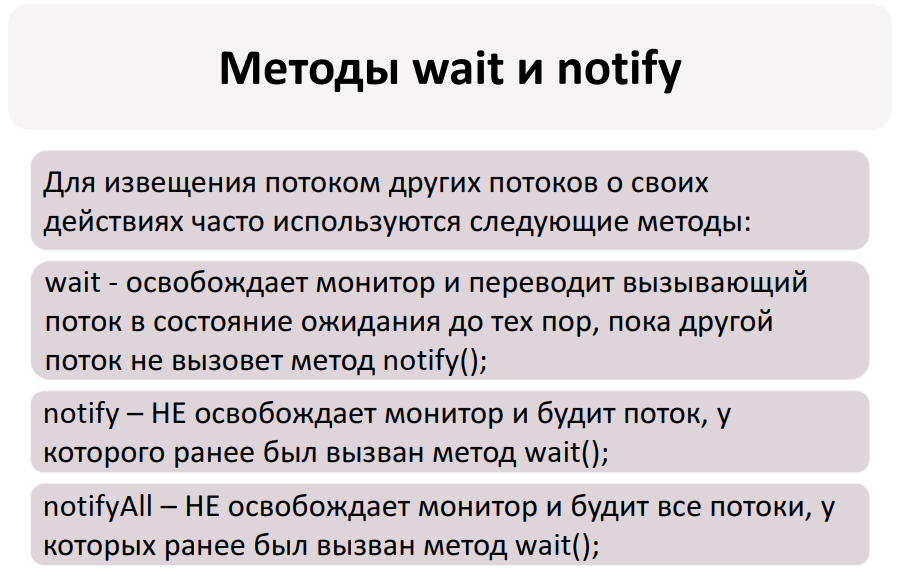 Методы wait и notify
Для извещения потоком других потоков о своих
действиях часто используются следующие методы:
wait - освобождает монитор и переводит вызывающий
поток в состояние ожидания до тех пор, пока другой
поток не вызовет метод notify();
notify – НЕ освобождает монитор и будит поток, у
которого ранее был вызван метод wait();
notifyAll – НЕ освобождает монитор и будит все потоки, у
которых ранее был вызван метод wait();